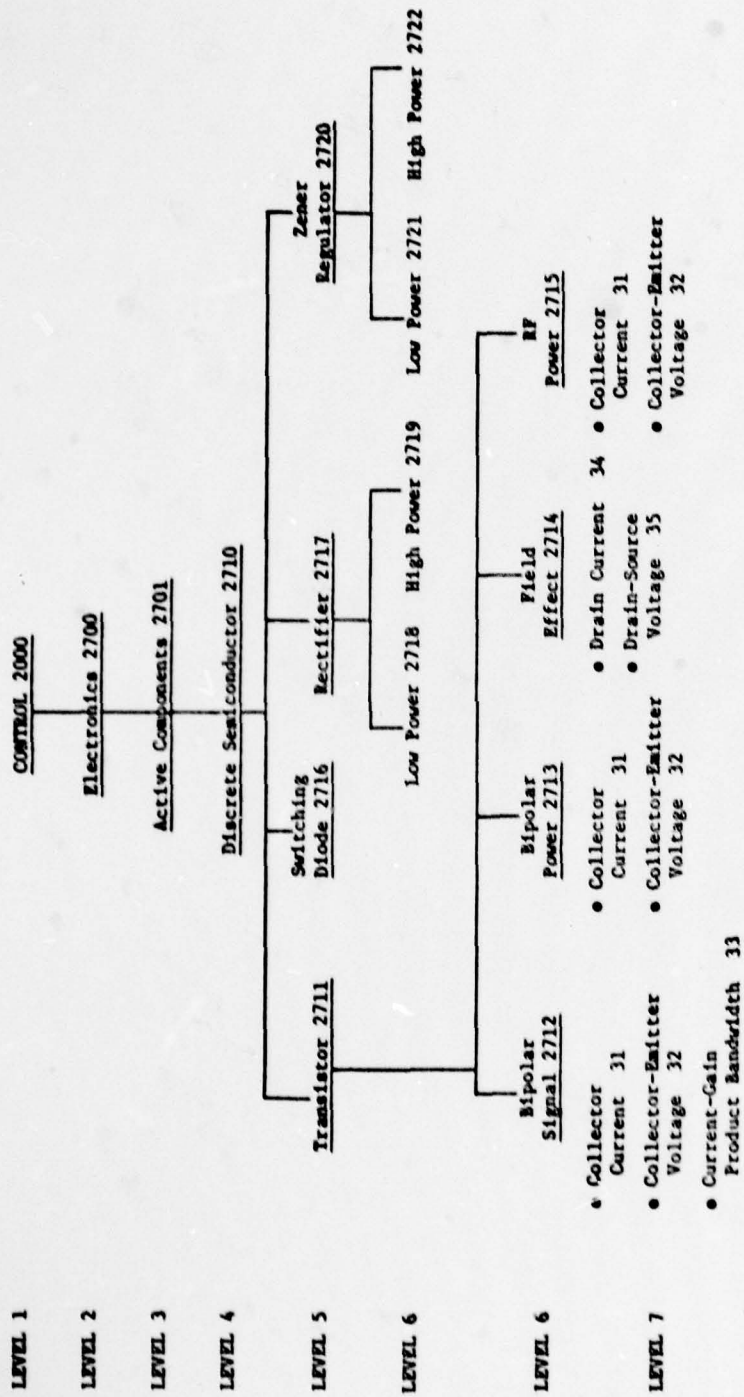 LEVEL 1
CONTROL 2000
LEVEL 2
Electronics 2700
LEVEL 3
Active Components 2701
LEVEL 4
Discrete Semiconductor 2710
LEVEL 5
Transistor 2711
Switching
Diode 2716
Rectifier 2717
Zener
Regulator 2720
LEVEL 6
Low Power 2718
High Power 2719
Low Power 2721
High Power 2722
LEVEL 6
Bipolar
Signal 2712
Bipolar
Power 2713
Field
Effect 2714
RF
Power 2715
LEVEL 7
• Collector
Current 31
• Collector-Emitter
Voltage 32
• Current-Gain
Product Bandwidth 33
• Collector
Current 31
• Collector-Emitter
Voltage 32
• Drain Current 34
• Drain-Source
Voltage 35
• Collector
Current 31
• Collector-Emitter
Voltage 32